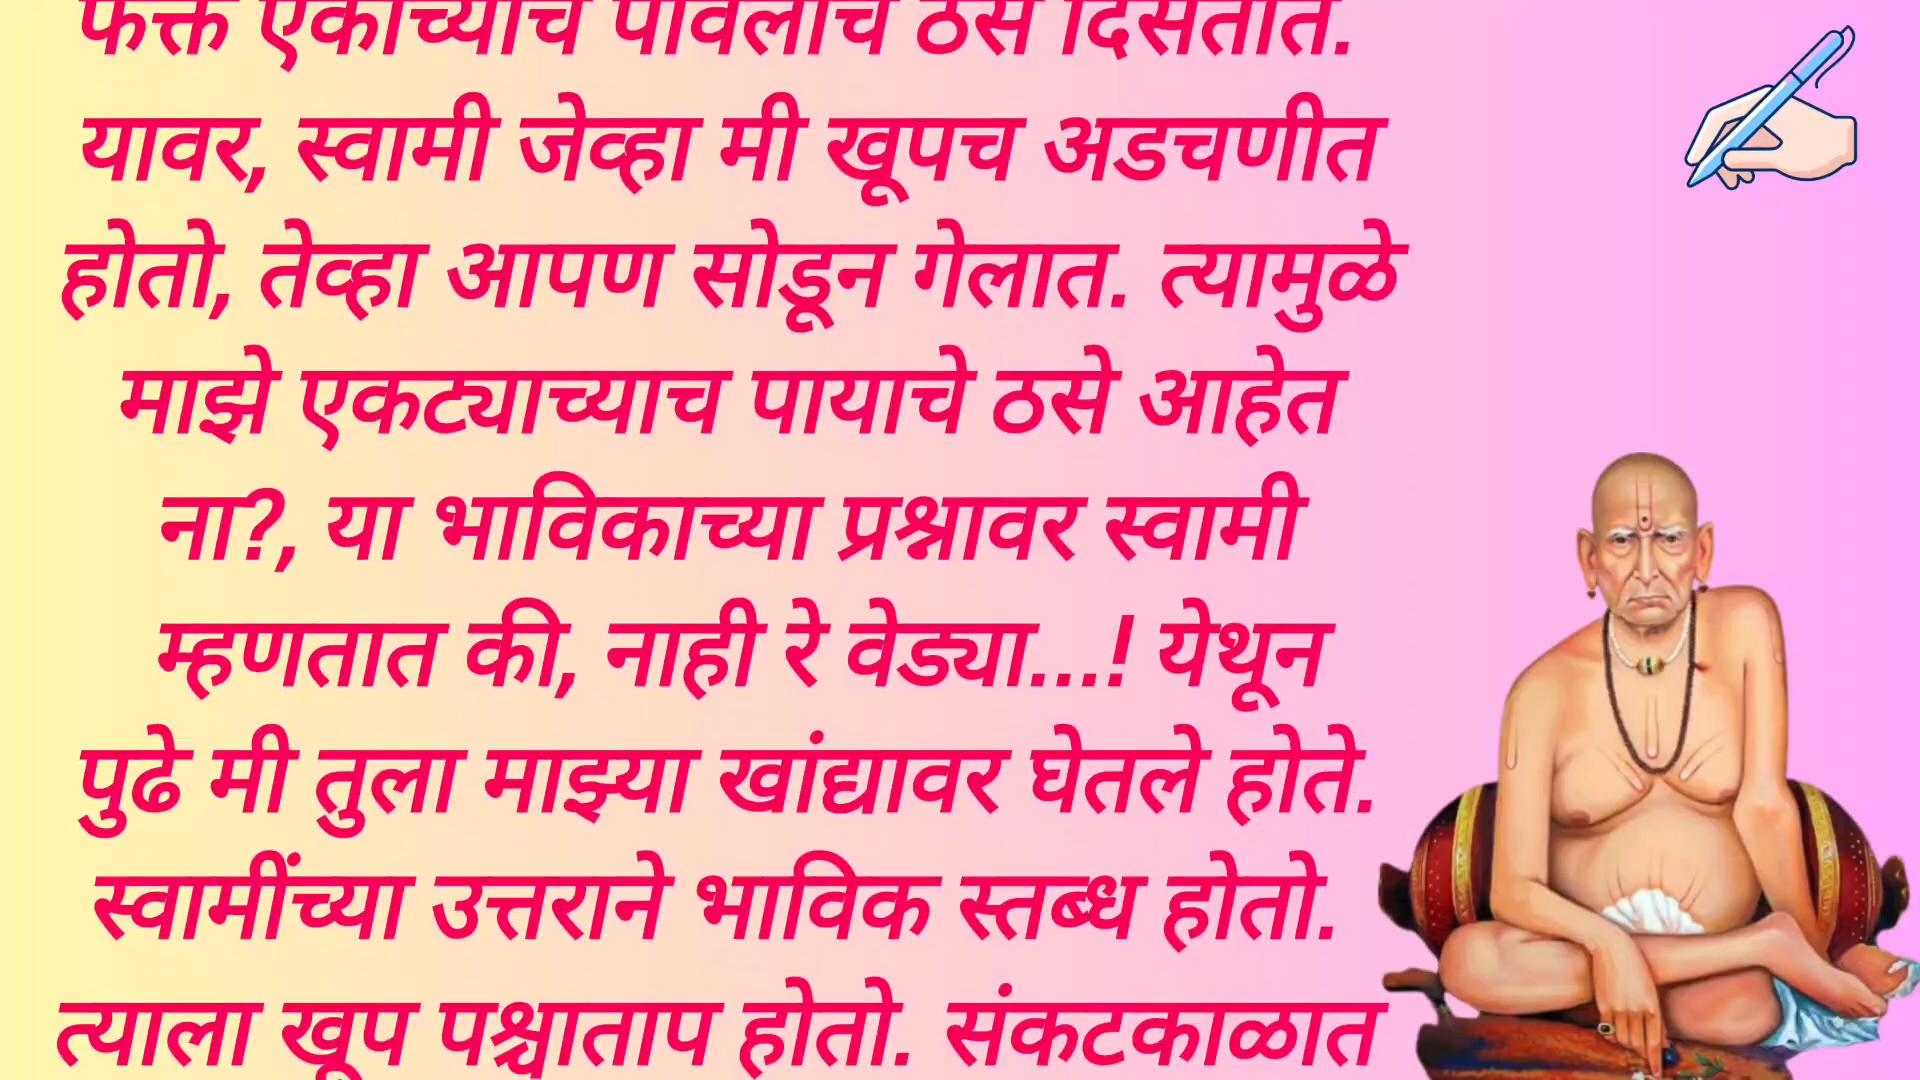 फक्त एकाच्याच पावलाचे ठसे दिसतात.
यावर, स्वामी जेव्हा मी खूपच अडचणीत
होतो, तेव्हा आपण सोडून गेलात. त्यामुळे
माझे एकट्याच्याच पायाचे ठसे आहेत
ना?, या भाविकाच्या प्रश्नावर स्वामी
म्हणतात की, नाही रे वेड्या...! येथून
पुढे मी तुला माझ्या खांद्यावर घेतले होते.
स्वामींच्या उत्तराने भाविक स्तब्ध होतो.
त्याला खूप पश्चाताप होतो. संकटकाळात